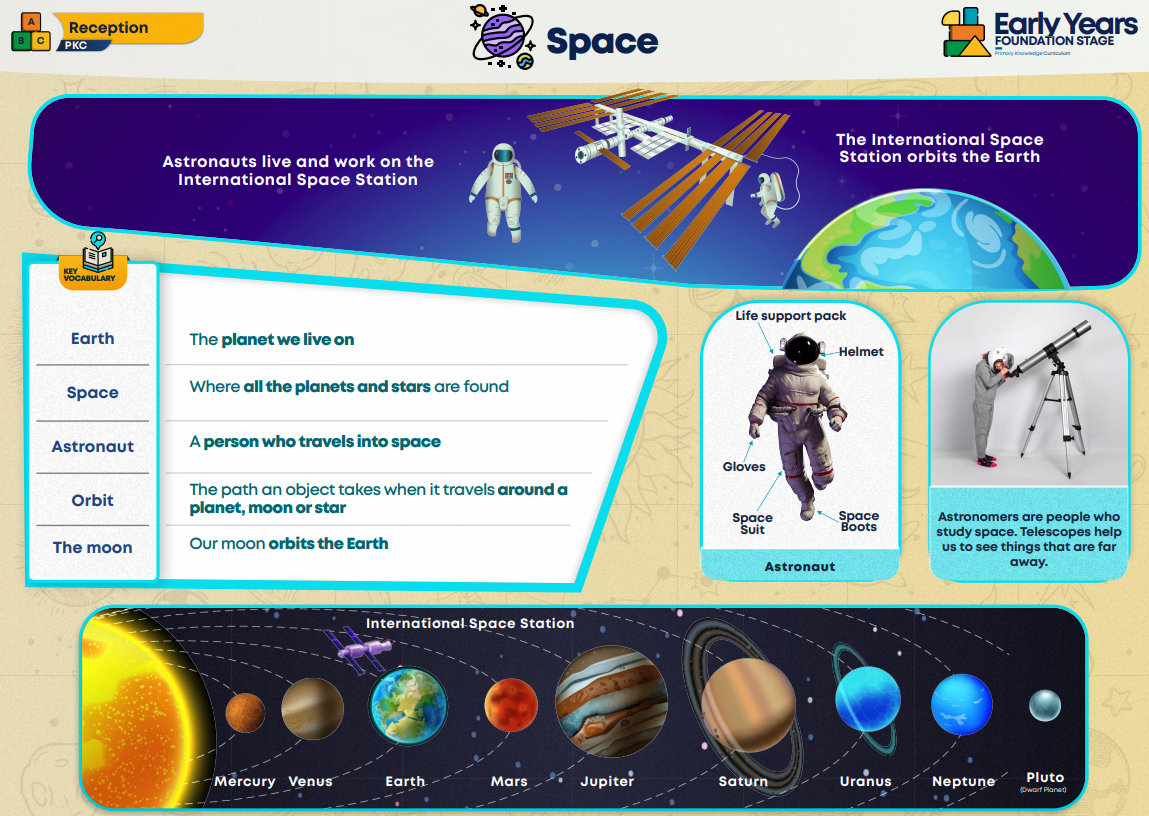 A
B C
Reception
PKC
Space
Early Years
FOUNDATION STAGE
Primary Knowledge Curriculum
Astronauts live and work on the
International Space Station
The International Space
Station orbits the Earth
KEY
VOCABULARY
Earth
The planet we live on
Space
Where all the planets and stars are found
Astronaut
A person who travels into space
Orbit
The path an object takes when it travels around a
planet, moon or star
The moon
Our moon orbits the Earth
Life support pack
Helmet
Gloves
Space
Suit
Space
Boots
Astronaut
Astronomers are people who
study space. Telescopes help
us to see things that are far
away.
International Space Station
Mercury
Venus
Earth
Mars
Jupiter
Saturn
Uranus
Neptune
Pluto
(Dwarf Planet)